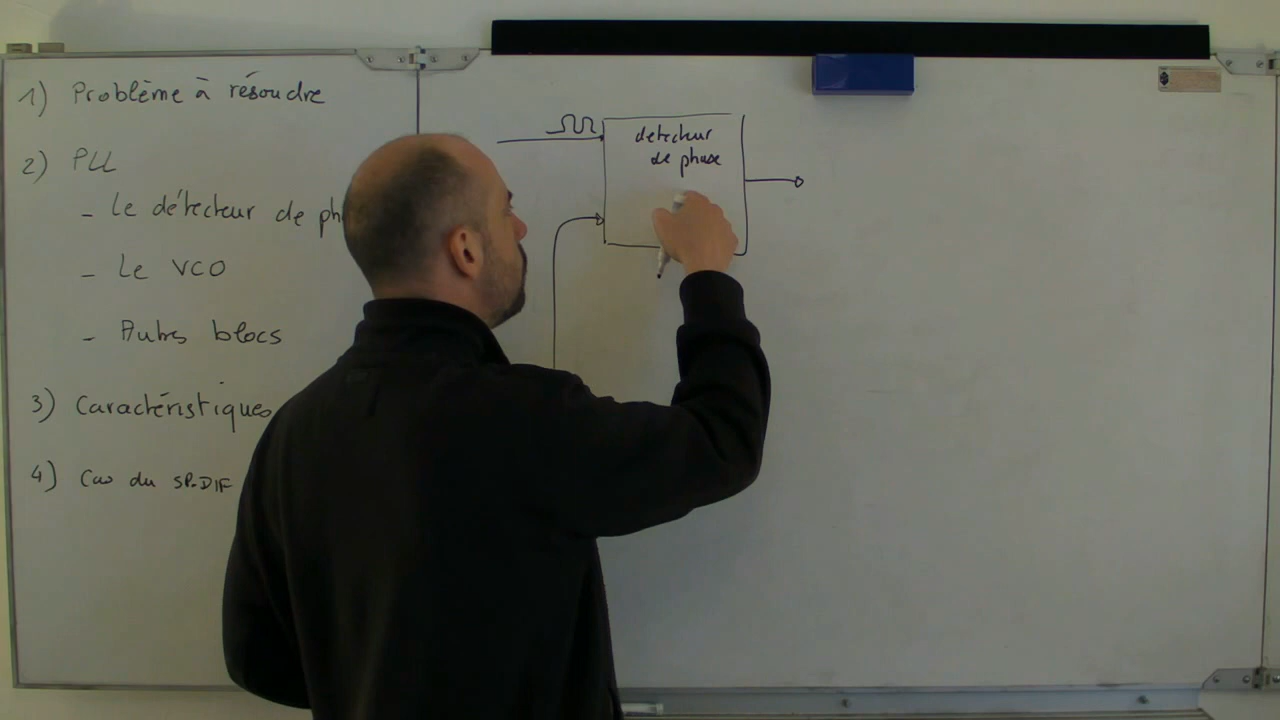 1) Problème à résoudre
2) PLL
- Le détecteur de ph
- Le VCO
- Autres blocs
3) Caractéristiques
4) Cas du SP-DIF
detecteur
de phase